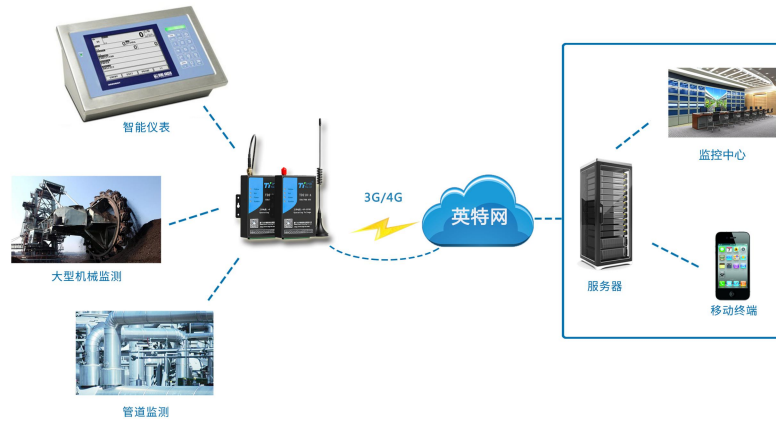 智能仪表
大型机械监测
管道监测
3G/4G
英特网
服务器
监控中心
移动终端